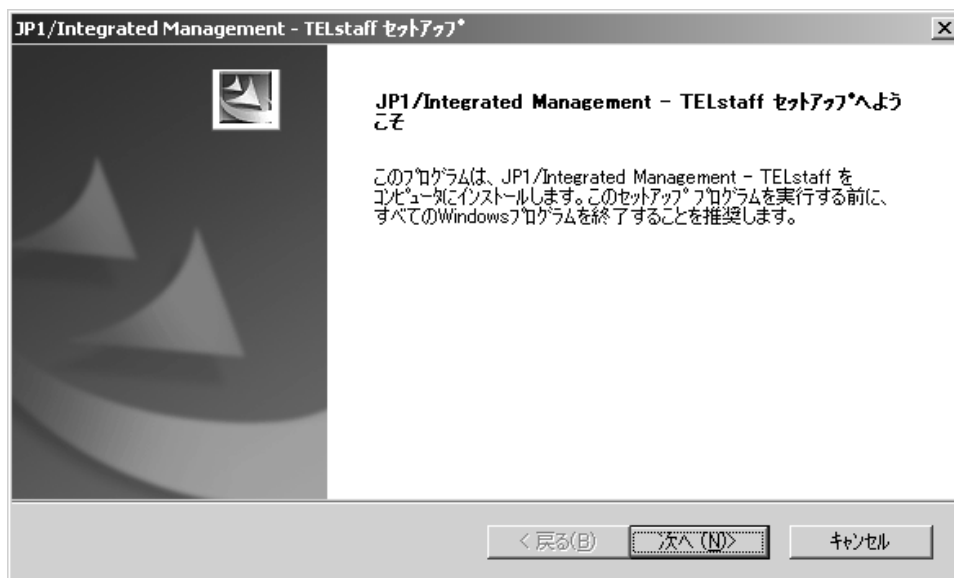 JP1/Integrated Management - TELstaff ｾｯﾄｱｯﾌﾟ
JP1/Integrated Management - TELstaff ｾｯﾄｱｯﾌﾟへよう
こそ
このﾌﾟﾛｸﾞﾗﾑは、JP1/Integrated Management - TELstaff を
ｺﾝﾋﾟｭｰﾀにｲﾝｽﾄｰﾙします。このｾｯﾄｱｯﾌﾟ ﾌﾟﾛｸﾞﾗﾑを実行する前に、
すべてのWindowsﾌﾟﾛｸﾞﾗﾑを終了することを推奨します。
< 戻る(B)
次へ (N)>
ｷｬﾝｾﾙ